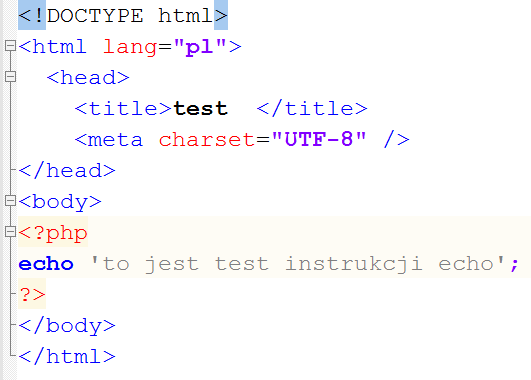 <!DOCTYPE html>
<html lang="pl">
<head>
<title>test  </title>
<meta charset="UTF-8" />
</head>
<body>
<?php
echo 'to jest test instrukcji echo';
?>
</body>
</html>